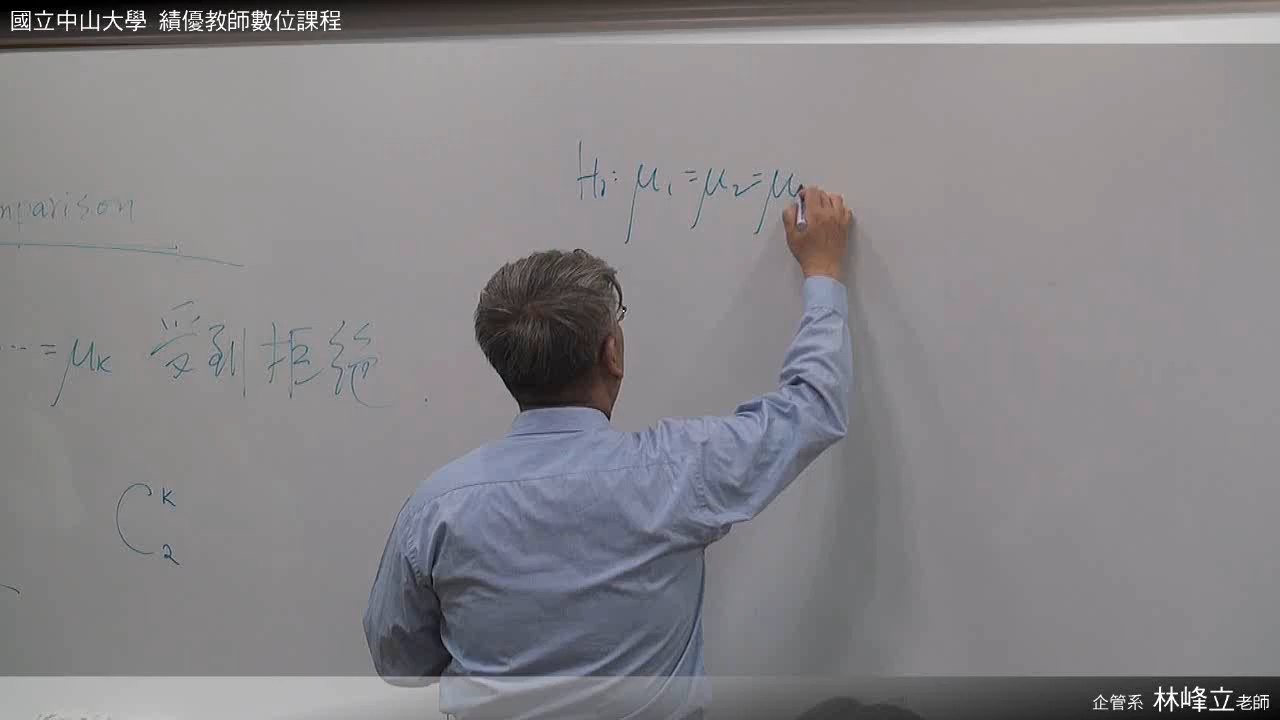 國立中山大學 績優教師數位課程
mparison
H₀: μ₁ = μ₂ = μ
… = μK 受到拒絕
C K 2
企管系 林峰立老師